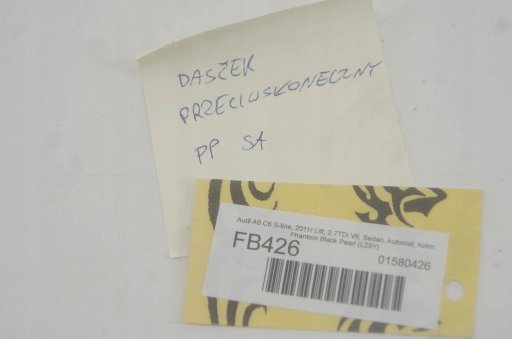 DASZEK
PRZECIWSKONECZNY
PP SA
Audi A6 C6 S-line, 2011r Lift, 2.7TDi V6, Sedan, Automat, Kolor:
Phantom Black Pearl (LZ9Y)
FB426
01580426